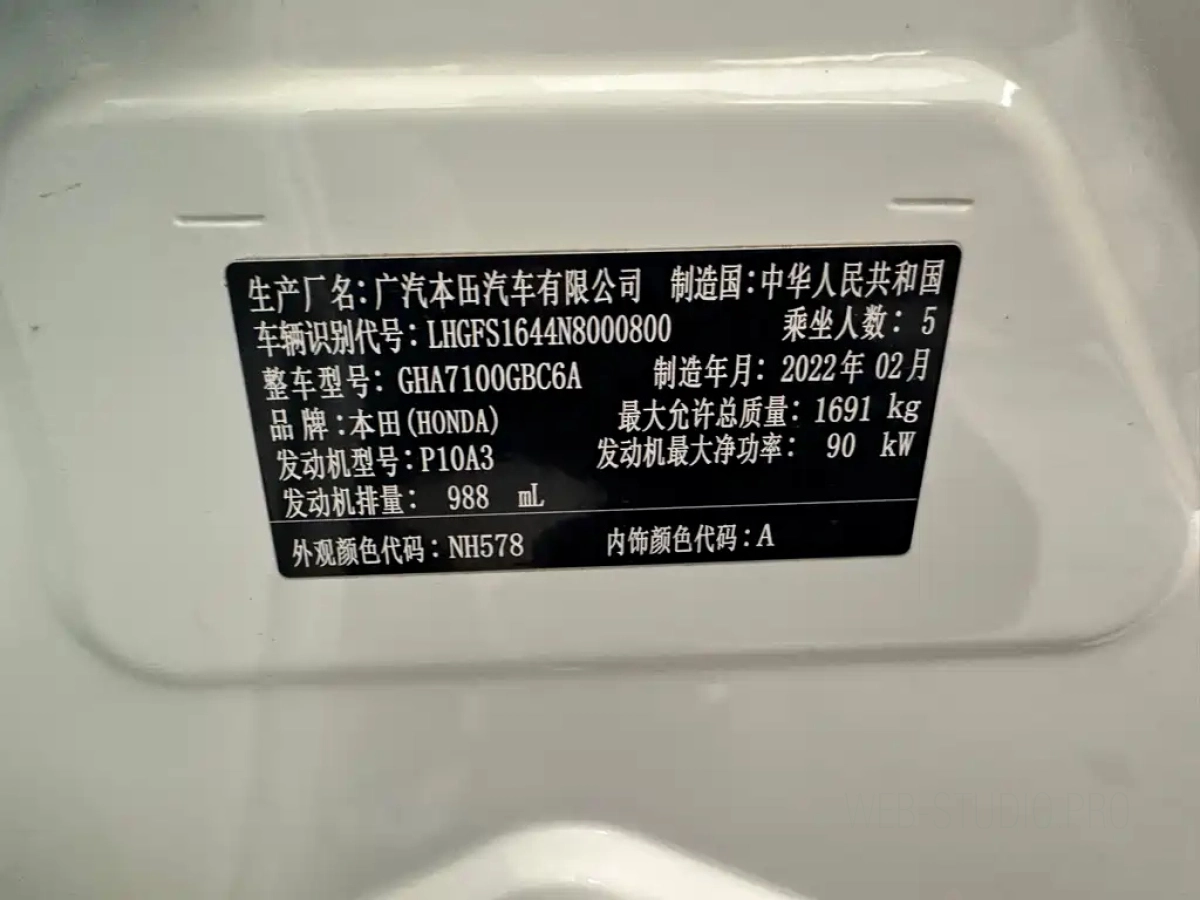 生产厂名：广汽本田汽车有限公司 制造国：中华人民共和国
车辆识别代号：LHGFS1644N8000800 乘坐人数：5
整车型号：GHA7100GBC6A 制造年月：2022年02月
品牌：本田(HONDA) 最大允许总质量：1691 kg
发动机型号：P10A3 发动机最大净功率：90 kW
发动机排量：988 mL
外观颜色代码：NH578 内饰颜色代码：A
WEB-STUDIO.PRO